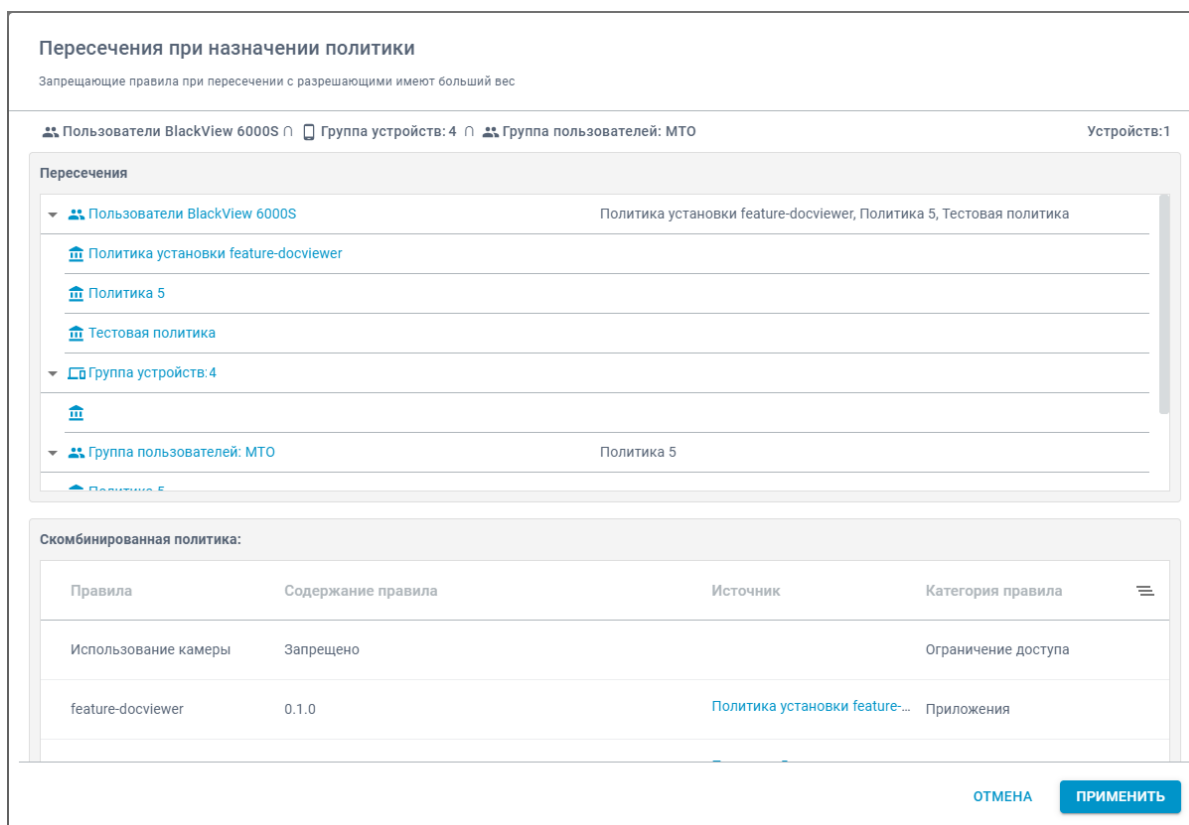 Пересечения при назначении политики
Запрещающие правила при пересечении с разрешающими имеют больший вес
Пользователи BlackView 6000S ∩ Группа устройств: 4 ∩ Группа пользователей: МТО Устройств:1
Пересечения
Пользователи BlackView 6000S Политика установки feature-docviewer, Политика 5, Тестовая политика
Политика установки feature-docviewer
Политика 5
Тестовая политика
Группа устройств:4
Группа пользователей: МТО Политика 5
Политика 5
Скомбинированная политика:
Правила Содержание правила Источник Категория правила
Использование камеры Запрещено Ограничение доступа
feature-docviewer 0.1.0 Политика установки feature-... Приложения
ОТМЕНА ПРИМЕНИТЬ